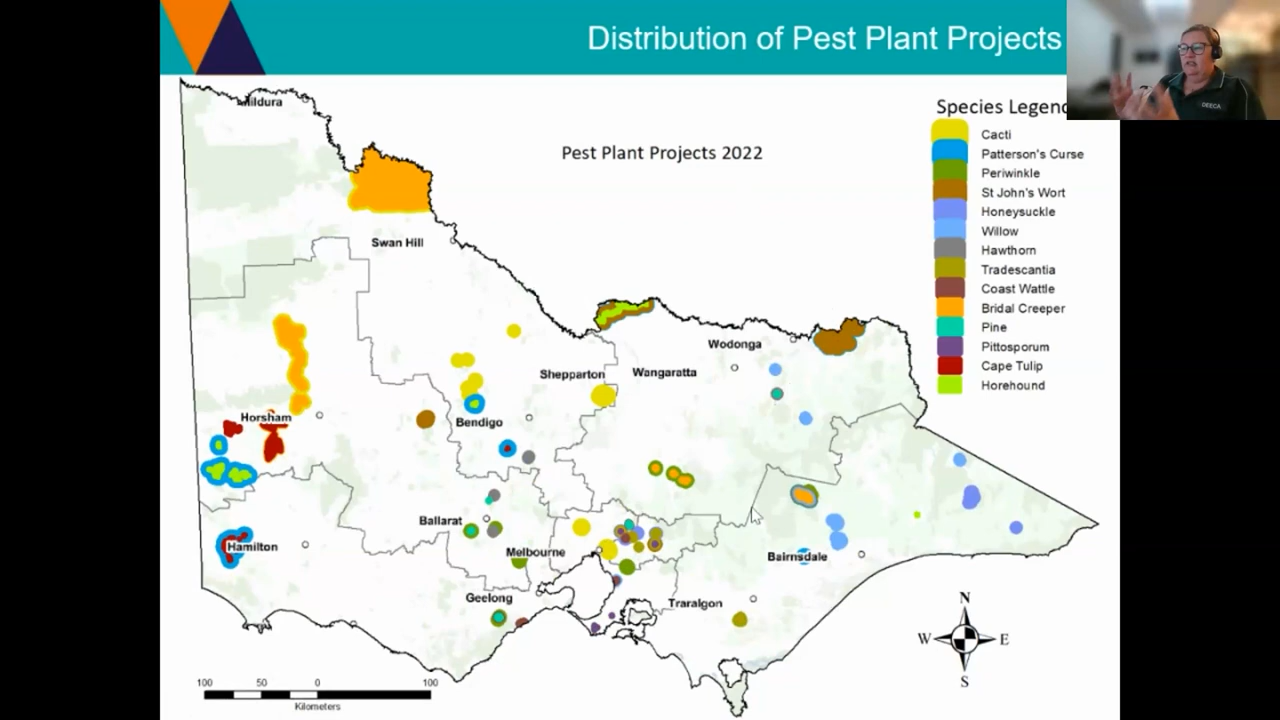 Distribution of Pest Plant Projects
DEECA
Pest Plant Projects 2022
Species Legend
Cacti
Patterson's Curse
Periwinkle
St John's Wort
Honeysuckle
Willow
Hawthorn
Tradescantia
Coast Wattle
Bridal Creeper
Pine
Pittosporum
Cape Tulip
Horehound
Mildura
Swan Hill
Wodonga
Shepparton
Wangaratta
Horsham
Bendigo
Ballarat
Hamilton
Melbourne
Bairnsdale
Geelong
Traralgon
N
W
E
S
100 50 0 100
Kilometers